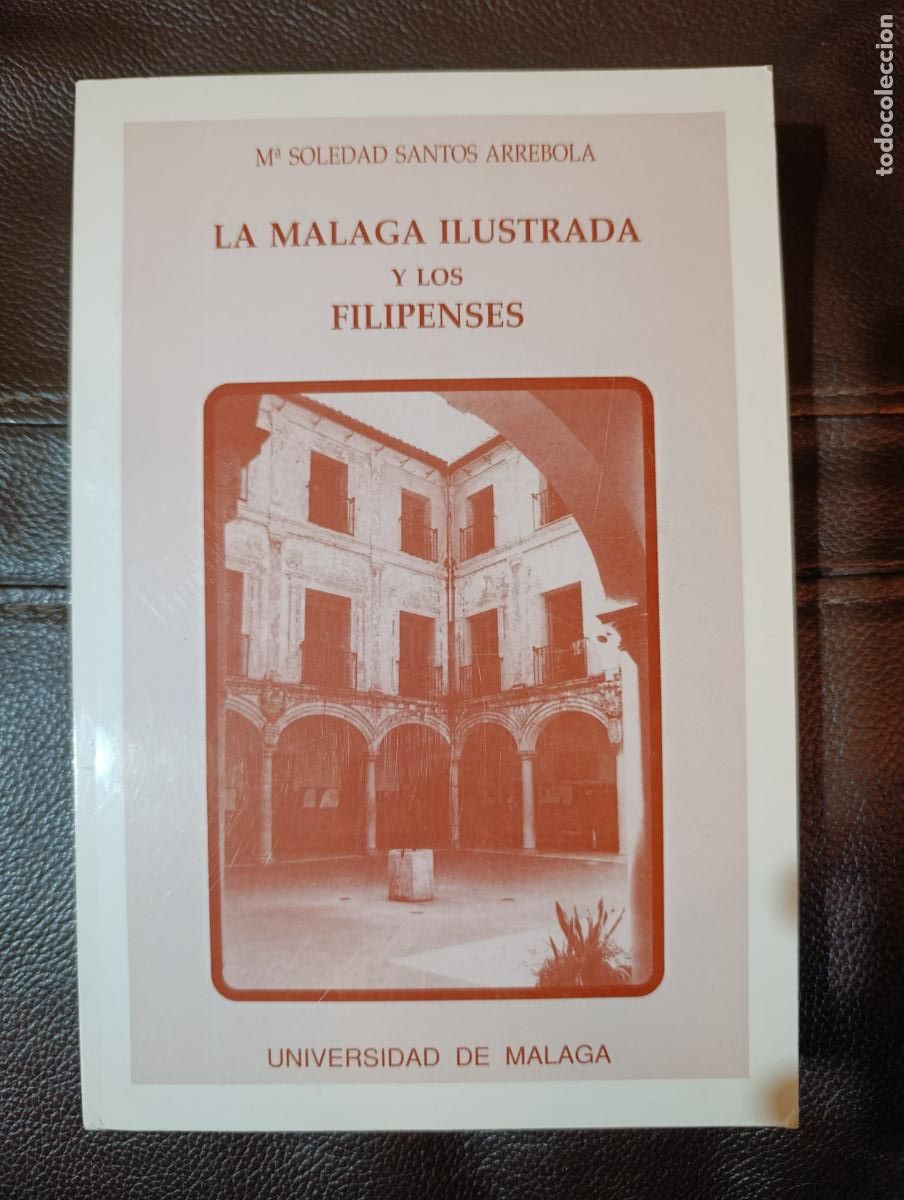 Mª SOLEDAD SANTOS ARREBOLA
LA MALAGA ILUSTRADA
Y LOS
FILIPENSES
UNIVERSIDAD DE MALAGA
todocoleccion